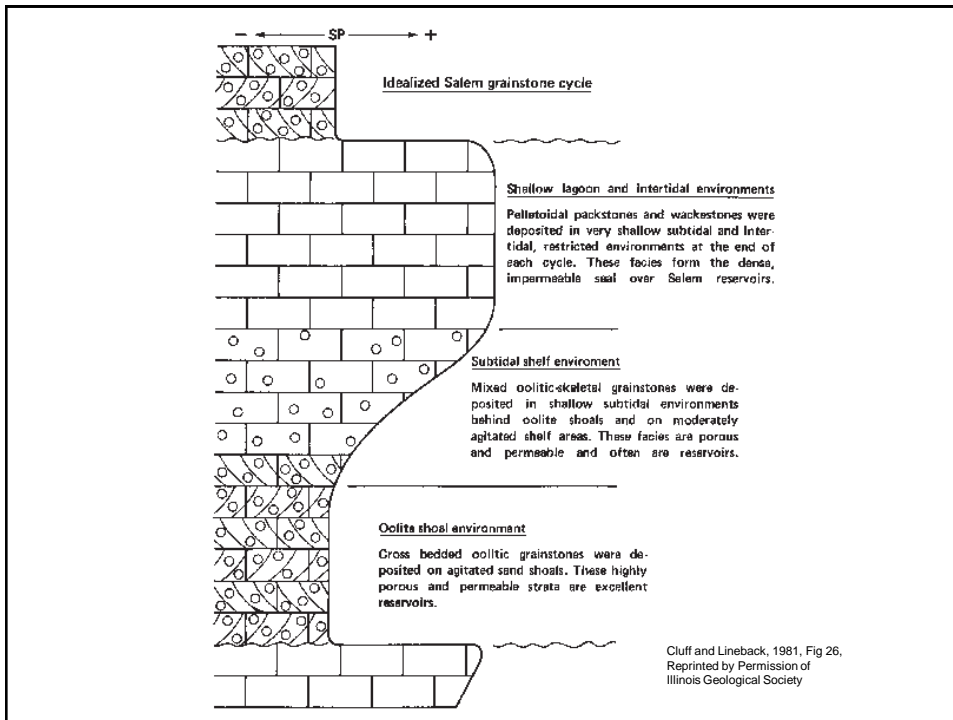 − SP +
Idealized Salem grainstone cycle
Shallow lagoon and intertidal environments
Pelletoidal packstones and wackestones were
deposited in very shallow subtidal and inter-
tidal, restricted environments at the end of
each cycle. These facies form the dense,
impermeable seal over Salem reservoirs.
Subtidal shelf enviroment
Mixed oolitic-skeletal grainstones were de-
posited in shallow subtidal environments
behind oolite shoals and on moderately
agitated shelf areas. These facies are porous
and permeable and often are reservoirs.
Oolite shoal environment
Cross bedded oolitic grainstones were de-
posited on agitated sand shoals. These highly
porous and permeable strata are excellent
reservoirs.
Cluff and Lineback, 1981, Fig 26,
Reprinted by Permission of
Illinois Geological Society